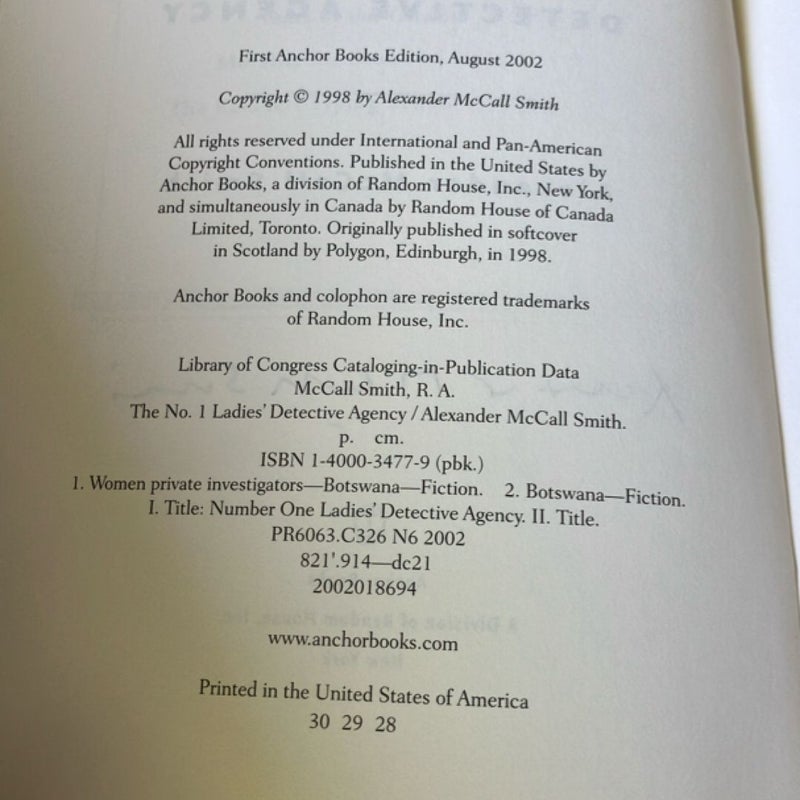 First Anchor Books Edition, August 2002
Copyright © 1998 by Alexander McCall Smith
All rights reserved under International and Pan-American
Copyright Conventions. Published in the United States by
Anchor Books, a division of Random House, Inc., New York,
and simultaneously in Canada by Random House of Canada
Limited, Toronto. Originally published in softcover
in Scotland by Polygon, Edinburgh, in 1998.
Anchor Books and colophon are registered trademarks
of Random House, Inc.
Library of Congress Cataloging-in-Publication Data
McCall Smith, R. A.
The No. 1 Ladies' Detective Agency / Alexander McCall Smith.
p. cm.
ISBN 1-4000-3477-9 (pbk.)
1. Women private investigators—Botswana—Fiction. 2. Botswana—Fiction.
I. Title: Number One Ladies' Detective Agency. II. Title.
PR6063.C326 N6 2002
821'.914—dc21
2002018694
www.anchorbooks.com
Printed in the United States of America
30 29 28